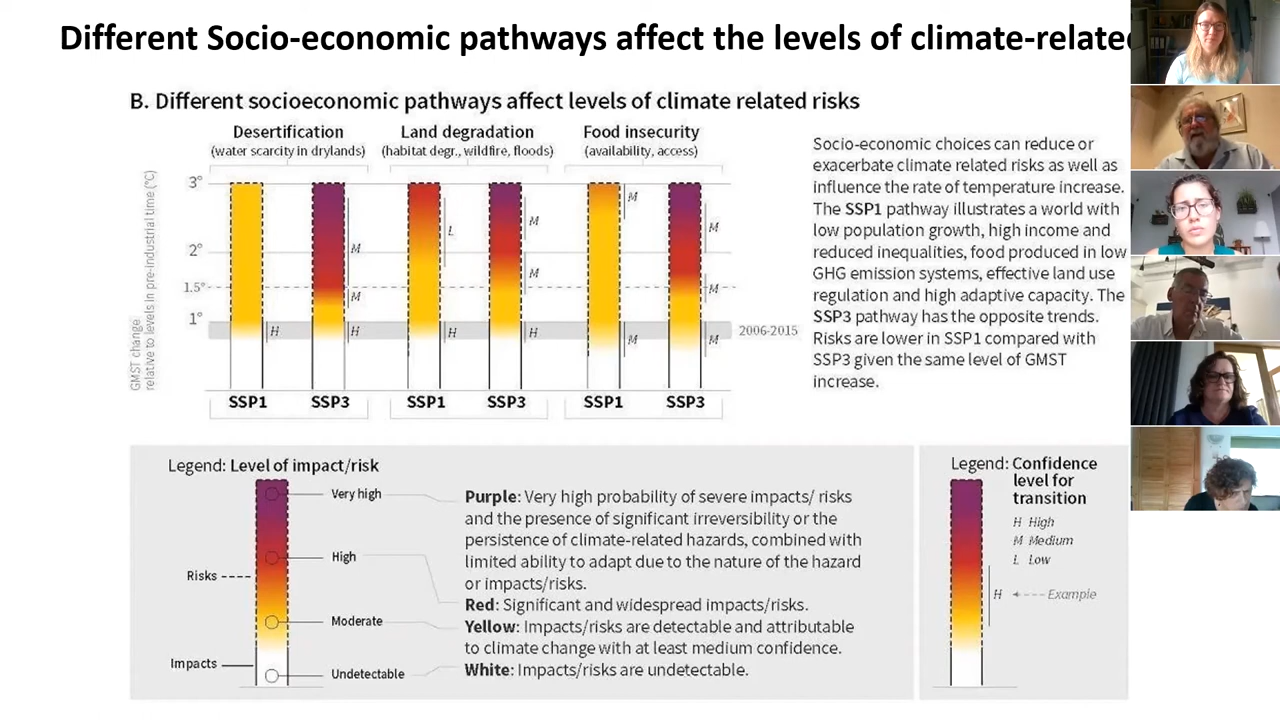 Different Socio-economic pathways affect the levels of climate-related
B. Different socioeconomic pathways affect levels of climate related risks
Desertification
(water scarcity in drylands)
Land degradation
(habitat degr., wildfire, floods)
Food insecurity
(availability, access)
GMST change
relative to levels in pre-industrial time (°C)
3°
2°
1.5°
1°
H
M
M
H
L
H
M
M
H
M
M
M
M
M
2006-2015
SSP1
SSP3
SSP1
SSP3
SSP1
SSP3
Socio-economic choices can reduce or
exacerbate climate related risks as well as
influence the rate of temperature increase.
The SSP1 pathway illustrates a world with
low population growth, high income and
reduced inequalities, food produced in low
GHG emission systems, effective land use
regulation and high adaptive capacity. The
SSP3 pathway has the opposite trends.
Risks are lower in SSP1 compared with
SSP3 given the same level of GMST
increase.
Legend: Level of impact/risk
Very high
High
Moderate
Undetectable
Risks
Impacts
Purple: Very high probability of severe impacts/ risks
and the presence of significant irreversibility or the
persistence of climate-related hazards, combined with
limited ability to adapt due to the nature of the hazard
or impacts/risks.
Red: Significant and widespread impacts/risks.
Yellow: Impacts/risks are detectable and attributable
to climate change with at least medium confidence.
White: Impacts/risks are undetectable.
Legend: Confidence
level for
transition
H High
M Medium
L Low
H
Example